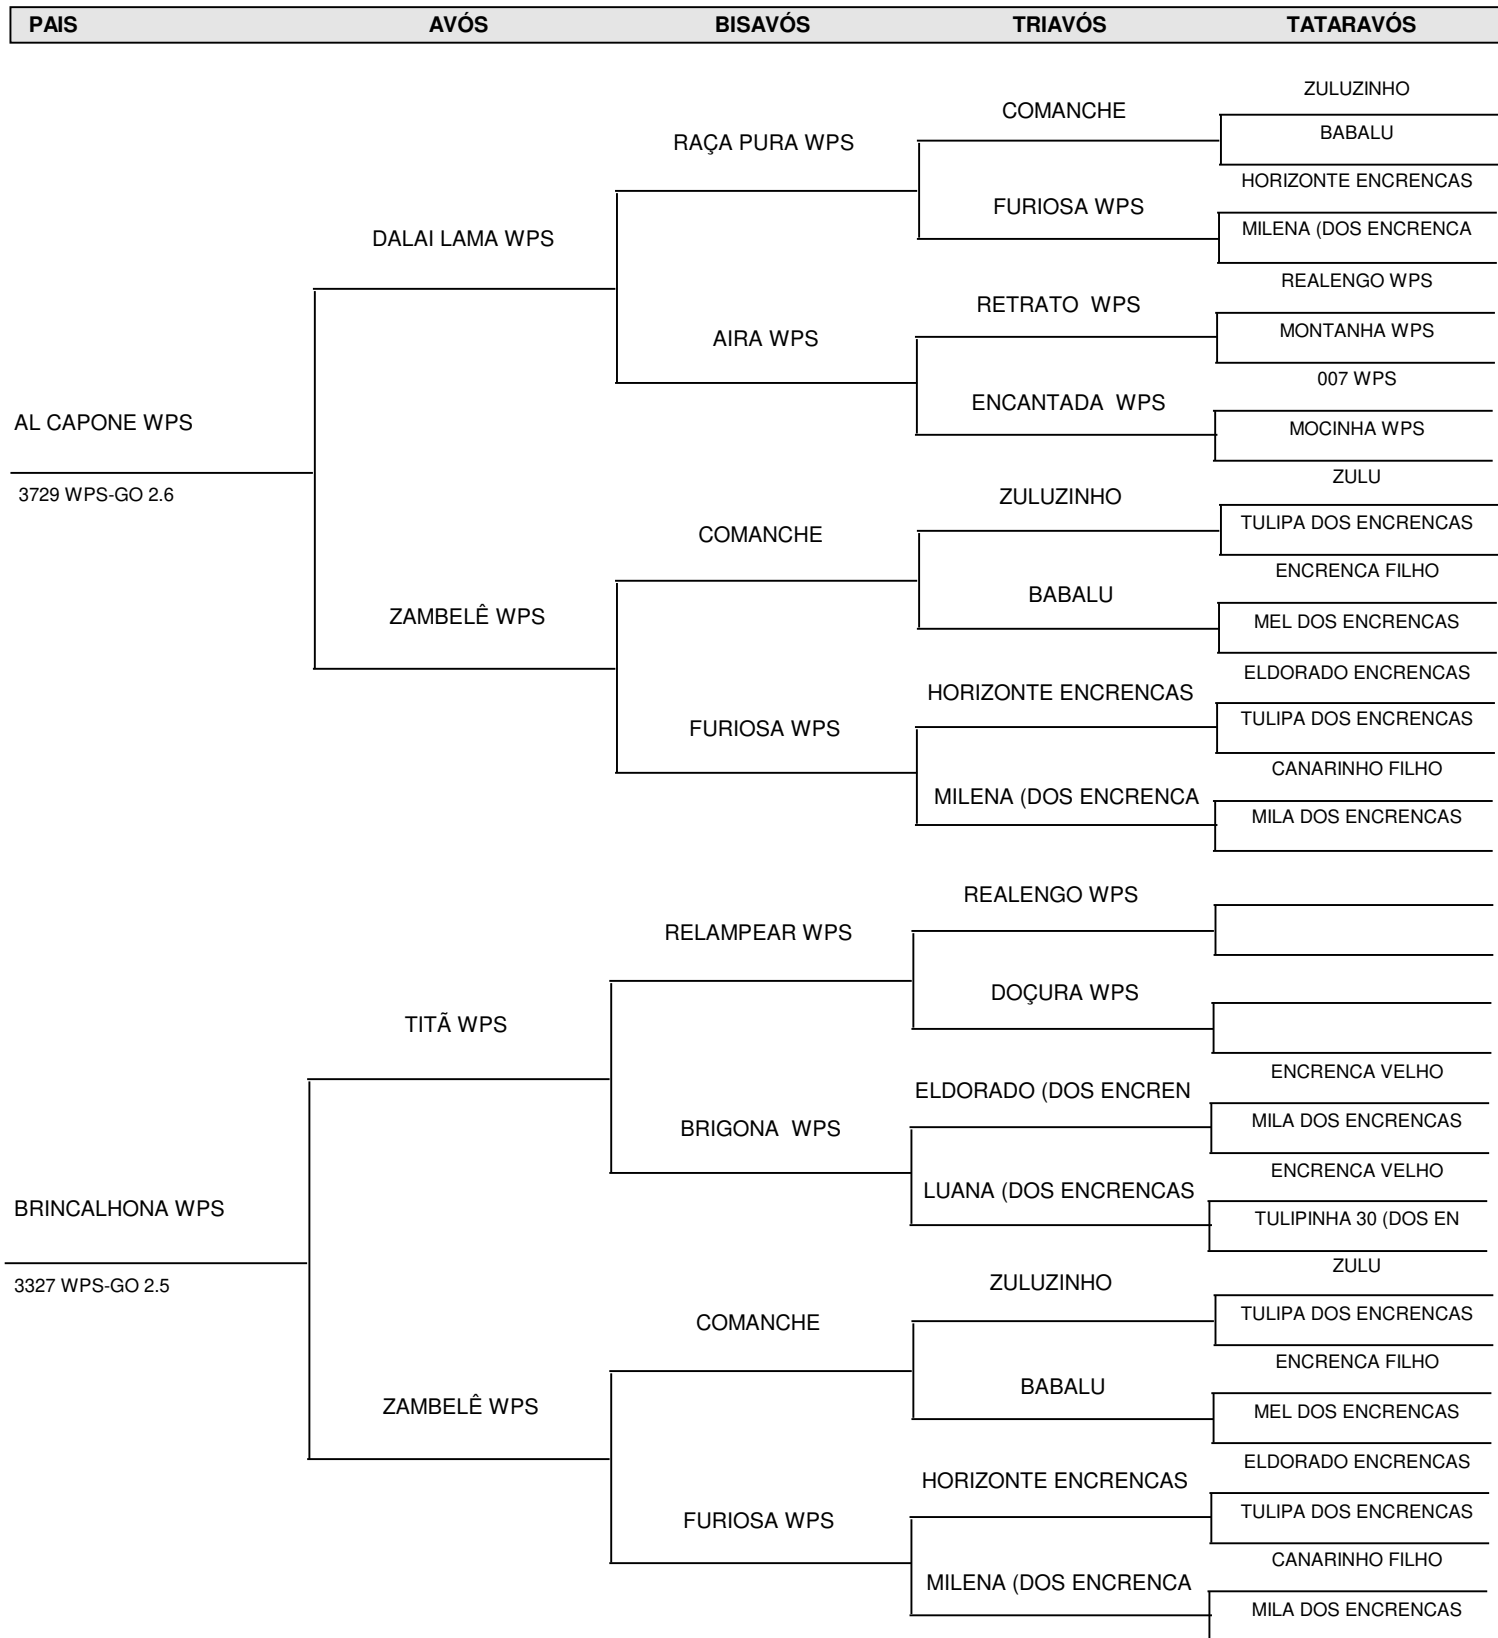 PAIS AVÓS BISAVÓS TRIAVÓS TATARAVÓS
ZULUZINHO
COMANCHE
BABALU
RAÇA PURA WPS
HORIZONTE ENCRENCAS
FURIOSA WPS
MILENA (DOS ENCRENCA
DALAI LAMA WPS
REALENGO WPS
RETRATO WPS
MONTANHA WPS
AIRA WPS
007 WPS
ENCANTADA WPS
AL CAPONE WPS
MOCINHA WPS
ZULU
3729 WPS-GO 2.6
ZULUZINHO
TULIPA DOS ENCRENCAS
COMANCHE
ENCRENCA FILHO
BABALU
ZAMBELÊ WPS
MEL DOS ENCRENCAS
ELDORADO ENCRENCAS
HORIZONTE ENCRENCAS
TULIPA DOS ENCRENCAS
FURIOSA WPS
CANARINHO FILHO
MILENA (DOS ENCRENCA
MILA DOS ENCRENCAS
REALENGO WPS
RELAMPEAR WPS
DOÇURA WPS
TITÃ WPS
ENCRENCA VELHO
ELDORADO (DOS ENCREN
MILA DOS ENCRENCAS
BRIGONA WPS
ENCRENCA VELHO
LUANA (DOS ENCRENCAS
BRINCALHONA WPS
TULIPINHA 30 (DOS EN
ZULU
3327 WPS-GO 2.5
ZULUZINHO
TULIPA DOS ENCRENCAS
COMANCHE
ENCRENCA FILHO
BABALU
ZAMBELÊ WPS
MEL DOS ENCRENCAS
ELDORADO ENCRENCAS
HORIZONTE ENCRENCAS
TULIPA DOS ENCRENCAS
FURIOSA WPS
CANARINHO FILHO
MILENA (DOS ENCRENCA
MILA DOS ENCRENCAS